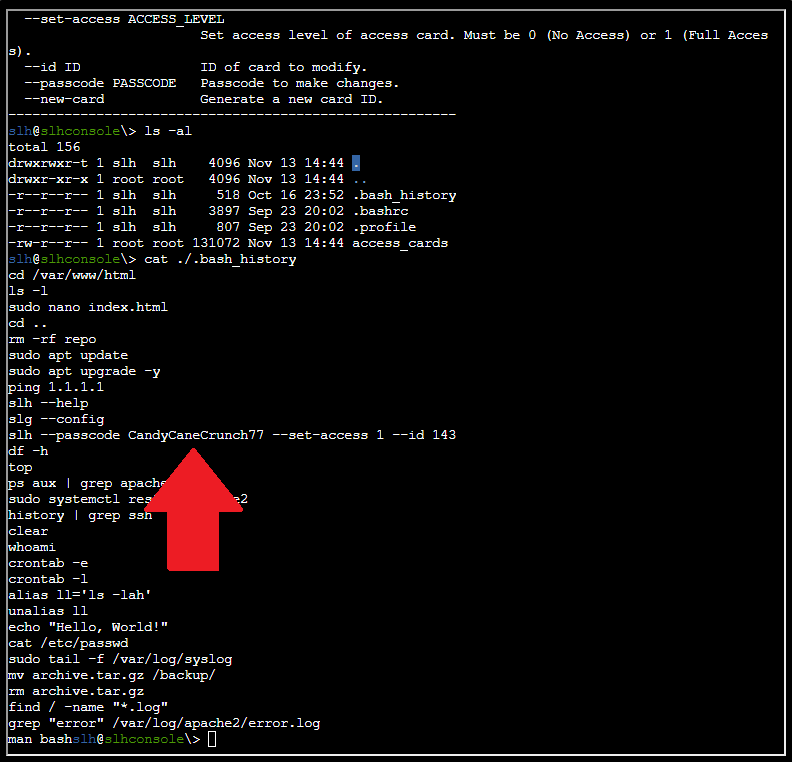 --set-access ACCESS_LEVEL
Set access level of access card. Must be 0 (No Access) or 1 (Full Acces
s).
--id ID ID of card to modify.
--passcode PASSCODE Passcode to make changes.
--new-card Generate a new card ID.
--------------------------------------------------------
slh@slhconsole\> ls -al
total 156
drwxrwxr-t 1 slh slh 4096 Nov 13 14:44 .
drwxr-xr-x 1 root root 4096 Nov 13 14:44 ..
-r--r--r-- 1 slh slh 518 Oct 16 23:52 .bash_history
-r--r--r-- 1 slh slh 3897 Sep 23 20:02 .bashrc
-r--r--r-- 1 slh slh 807 Sep 23 20:02 .profile
-rw-r--r-- 1 root root 131072 Nov 13 14:44 access_cards
slh@slhconsole\> cat ./.bash_history
cd /var/www/html
ls -l
sudo nano index.html
cd ..
rm -rf repo
sudo apt update
sudo apt upgrade -y
ping 1.1.1.1
slh --help
slg --config
slh --passcode CandyCaneCrunch77 --set-access 1 --id 143
df -h
top
ps aux | grep apache
sudo systemctl
history | grep ssh
clear
whoami
crontab -e
crontab -l
alias ll='ls -lah'
unalias ll
echo "Hello, World!"
cat /etc/passwd
sudo tail -f /var/log/syslog
mv archive.tar.gz /backup/
rm archive.tar.gz
find / -name "*.log"
grep "error" /var/log/apache2/error.log
man bashslh@slhconsole\>